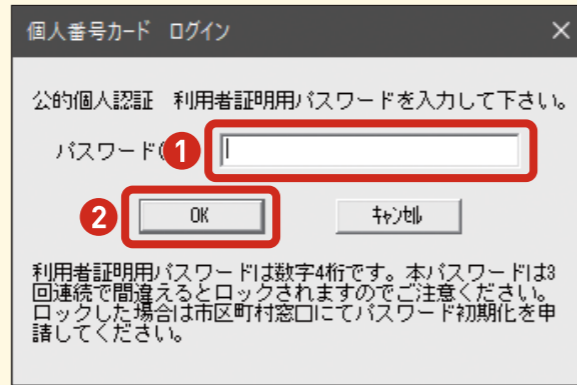 個人番号カード ログイン
公的個人認証 利用者証明用パスワードを入力して下さい。
パスワード(
1
2
OK
キャンセル
利用者証明用パスワードは数字4桁です。本パスワードは3
回連続で間違えるとロックされますのでご注意ください。
ロックした場合は市区町村窓口にてパスワード初期化を申
請してください。